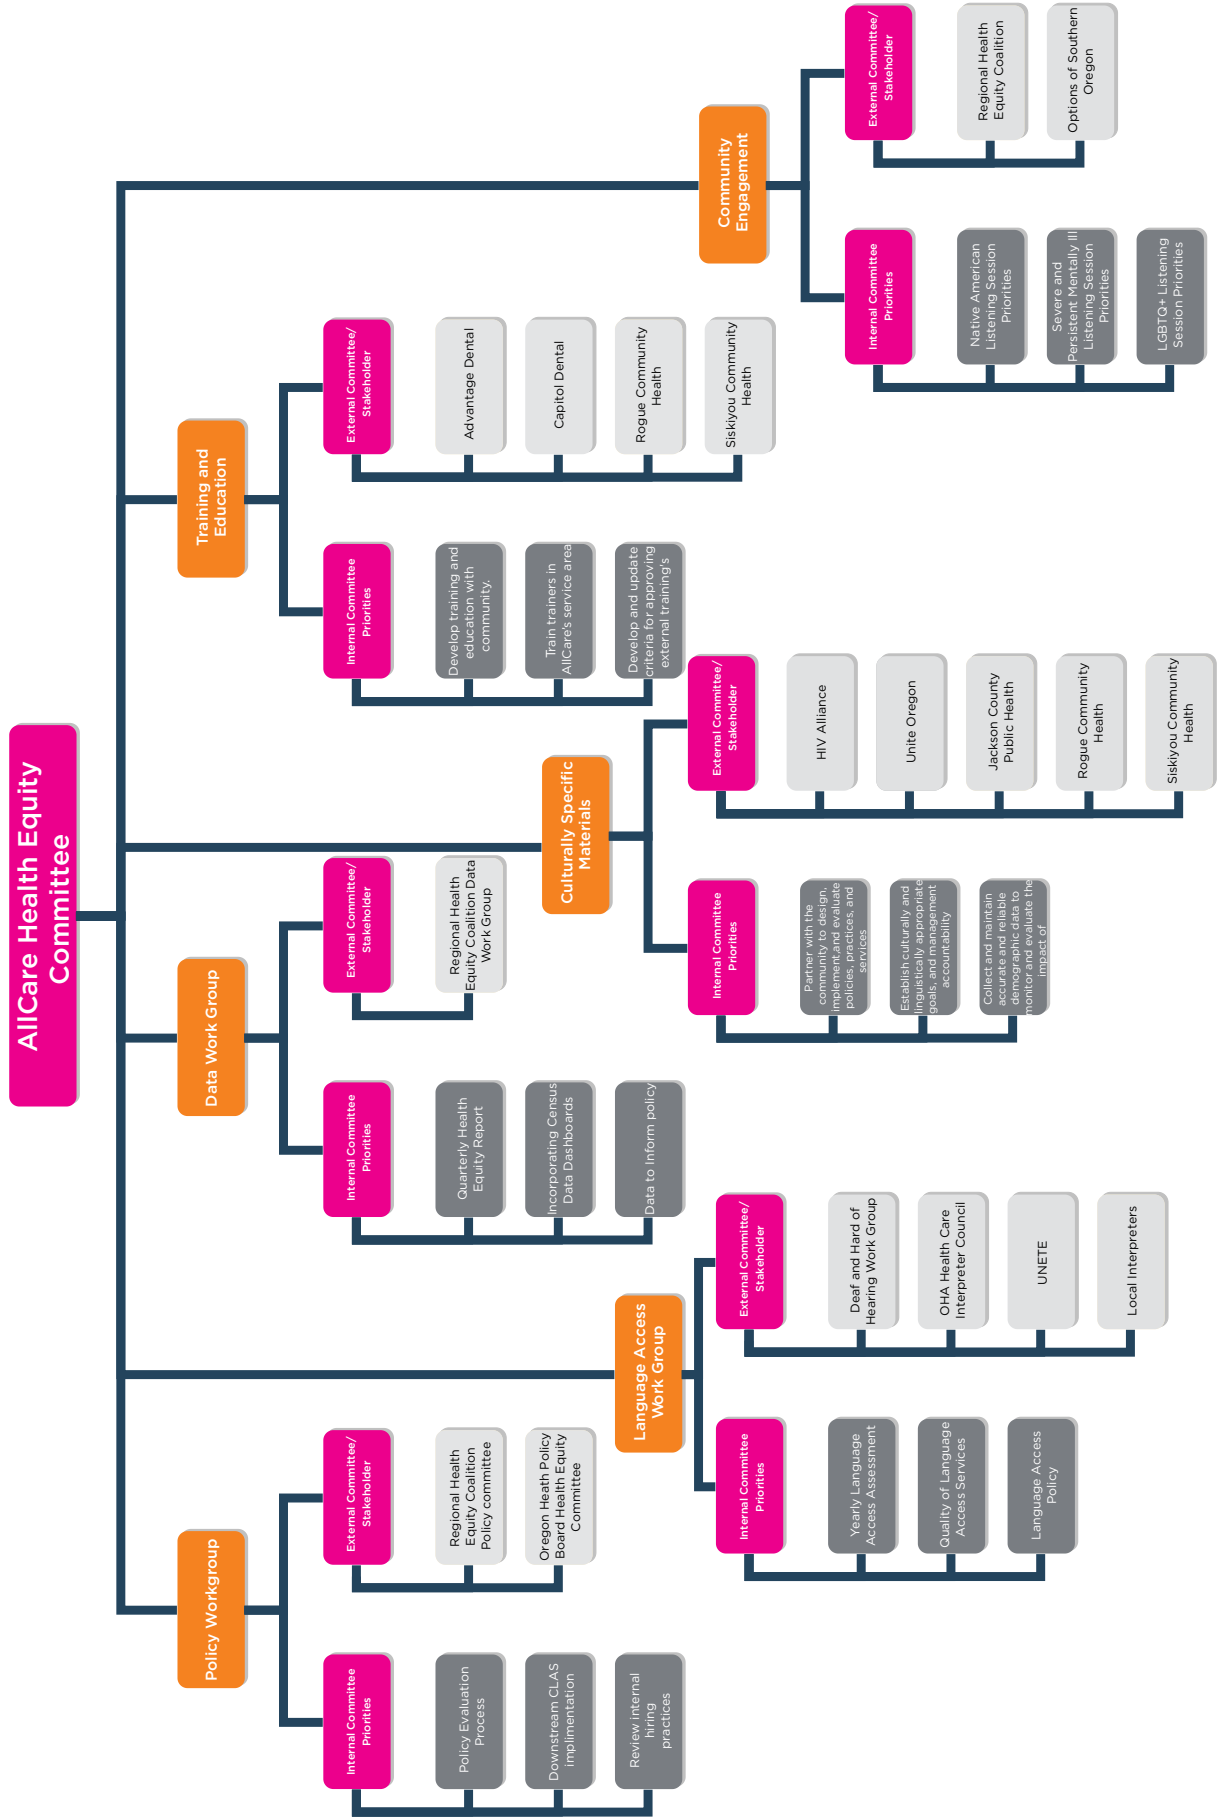 AllCare Health Equity
Committee
Policy Workgroup
Internal Committee
Priorities
Policy Evaluation
Process
Downstream CLAS
implimentation
Review internal
hiring
practices
External Committee/
Stakeholder
Regional Health
Equity Coalition
Policy committee
Oregon Heath Policy
Board Health Equity
Committee
Language Access
Work Group
Internal Committee
Priorities
Yearly Language
Access Assessment
Quality of Language
Access Services
Language Access
Policy
External Committee/
Stakeholder
Deaf and Hard of
Hearing Work Group
OHA Health Care
Interpreter Council
UNETE
Local Interpreters
Data Work Group
Internal Committee
Priorities
Quarterly Health
Equity Report
Incorporating Census
Data Dashboards
Data to Inform policy
External Committee/
Stakeholder
Regional Health
Equity Coalition Data
Work Group
Culturally Specific
Materials
Internal Committee
Priorities
Partner with the
community to design,
implement,and evaluate
policies, practices, and
services
Establish culturally and
linguistically appropriate
goals, and management
accountability
Collect and maintain
accurate and reliable
demographic data to
monitor and evaluate the
impact of
External Committee/
Stakeholder
HIV Alliance
Unite Oregon
Jackson County
Public Health
Rogue Community
Health
Siskiyou Community
Health
Training and
Education
Internal Committee
Priorities
Develop training and
education with
community.
Train trainers in
AllCare's service area
Develop and update
criteria for approving
external training's
External Committee/
Stakeholder
Advantage Dental
Capitol Dental
Rogue Community
Health
Siskiyou Community
Health
Community
Engagement
Internal Committee
Priorities
Native American
Listening Session
Priorities
Severe and
Persistent Mentally Ill
Listening Session
Priorities
LGBTQ+ Listening
Session Priorities
External Committee/
Stakeholder
Regional Health
Equity Coalition
Options of Southern
Oregon